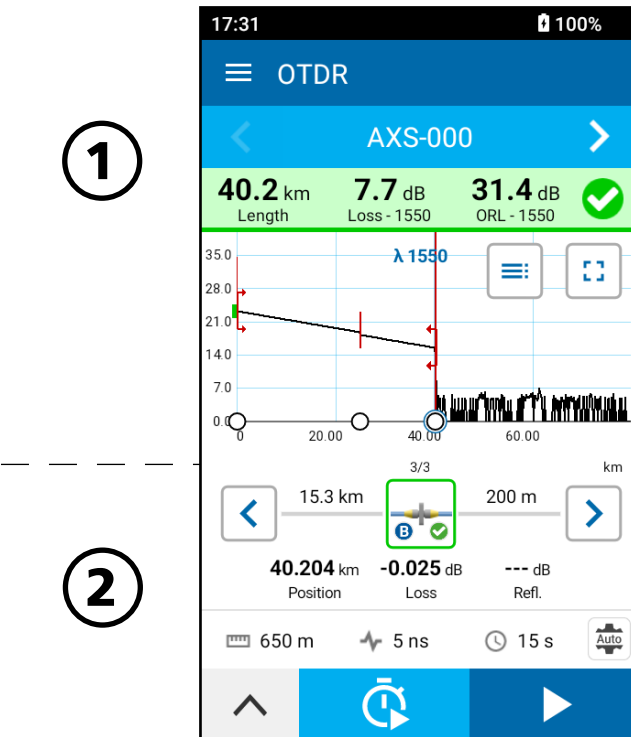 17:31 100%
OTDR
1
AXS-000
40.2 km 7.7 dB 31.4 dB
Length Loss - 1550 ORL - 1550
λ 1550
35.0
28.0
21.0
14.0
7.0
0.0
0 20.00 40.00 60.00
3/3 km
15.3 km 200 m
B
2
40.204 km -0.025 dB --- dB
Position Loss Refl.
650 m 5 ns 15 s Auto